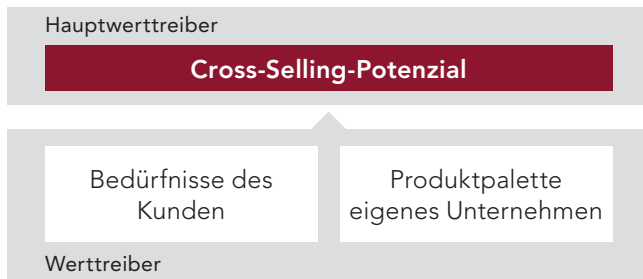 Hauptwerttreiber
Cross-Selling-Potenzial
Bedürfnisse des
Kunden
Produktpalette
eigenes Unternehmen
Werttreiber